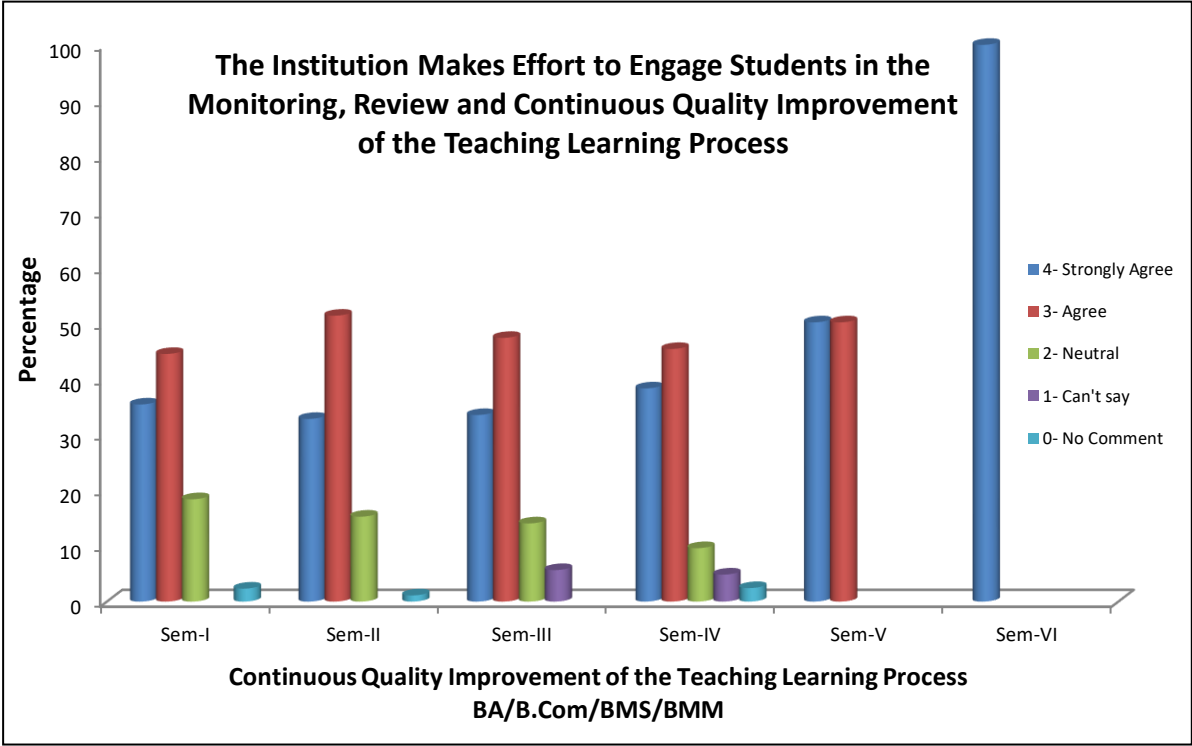 The Institution Makes Effort to Engage Students in the
Monitoring, Review and Continuous Quality Improvement
of the Teaching Learning Process
Percentage
100
90
80
70
60
50
40
30
20
10
0
4- Strongly Agree
3- Agree
2- Neutral
1- Can't say
0- No Comment
Sem-I Sem-II Sem-III Sem-IV Sem-V Sem-VI
Continuous Quality Improvement of the Teaching Learning Process
BA/B.Com/BMS/BMM